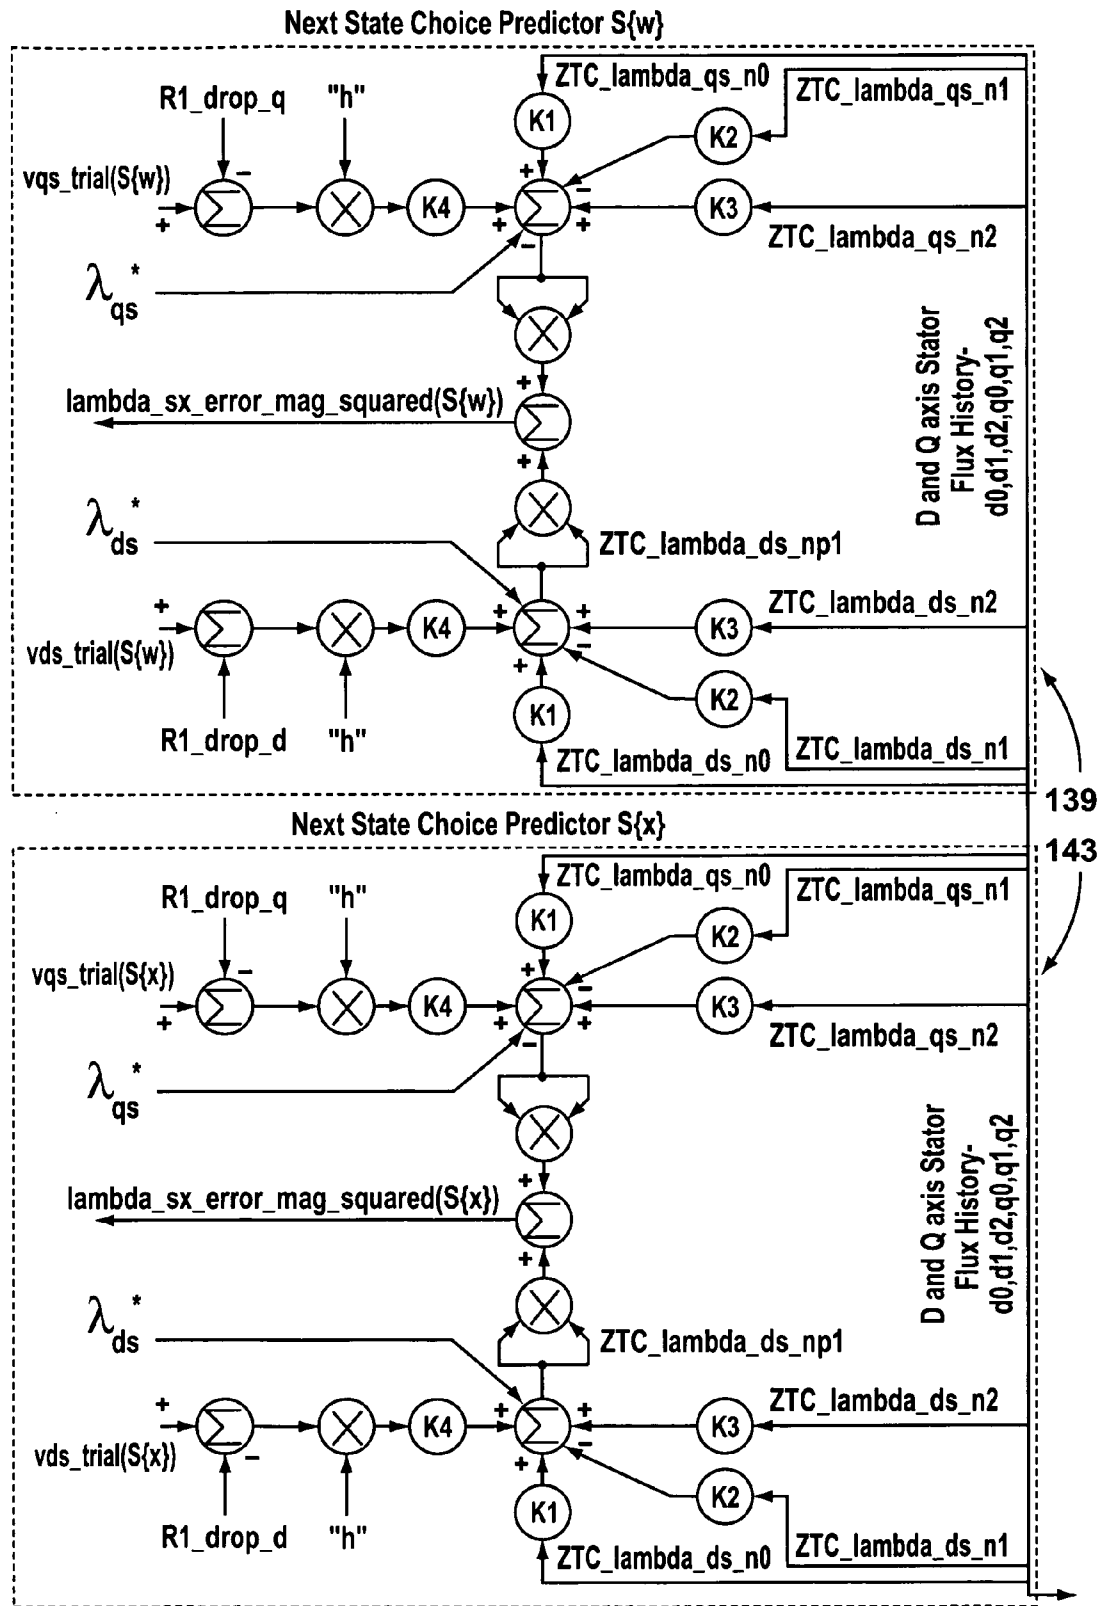 Next State Choice Predictor S{w}
ZTC_lambda_qs_n0
ZTC_lambda_qs_n1
R1_drop_q
"h"
K1
K2
–
+
–
vqs_trial(S{w})
+
Σ
X
K4
+
Σ
+
K3
–
ZTC_lambda_qs_n2
λqs*
X
D and Q axis Stator
Flux History-
d0,d1,d2,q0,q1,q2
+
lambda_sx_error_mag_squared(S{w})
Σ
+
λds*
X
ZTC_lambda_ds_np1
+
+
+
ZTC_lambda_ds_n2
Σ
X
K4
Σ
K3
vds_trial(S{w})
+
–
K2
R1_drop_d
"h"
K1
ZTC_lambda_ds_n1
ZTC_lambda_ds_n0
139
Next State Choice Predictor S{x}
143
ZTC_lambda_qs_n0
ZTC_lambda_qs_n1
R1_drop_q
"h"
K1
K2
–
+
–
vqs_trial(S{x})
+
Σ
X
K4
+
Σ
+
K3
–
ZTC_lambda_qs_n2
λqs*
X
D and Q axis Stator
Flux History-
d0,d1,d2,q0,q1,q2
+
lambda_sx_error_mag_squared(S{x})
Σ
+
λds*
X
ZTC_lambda_ds_np1
+
+
+
ZTC_lambda_ds_n2
Σ
X
K4
Σ
K3
vds_trial(S{x})
–
+
–
K2
R1_drop_d
"h"
K1
ZTC_lambda_ds_n1
ZTC_lambda_ds_n0